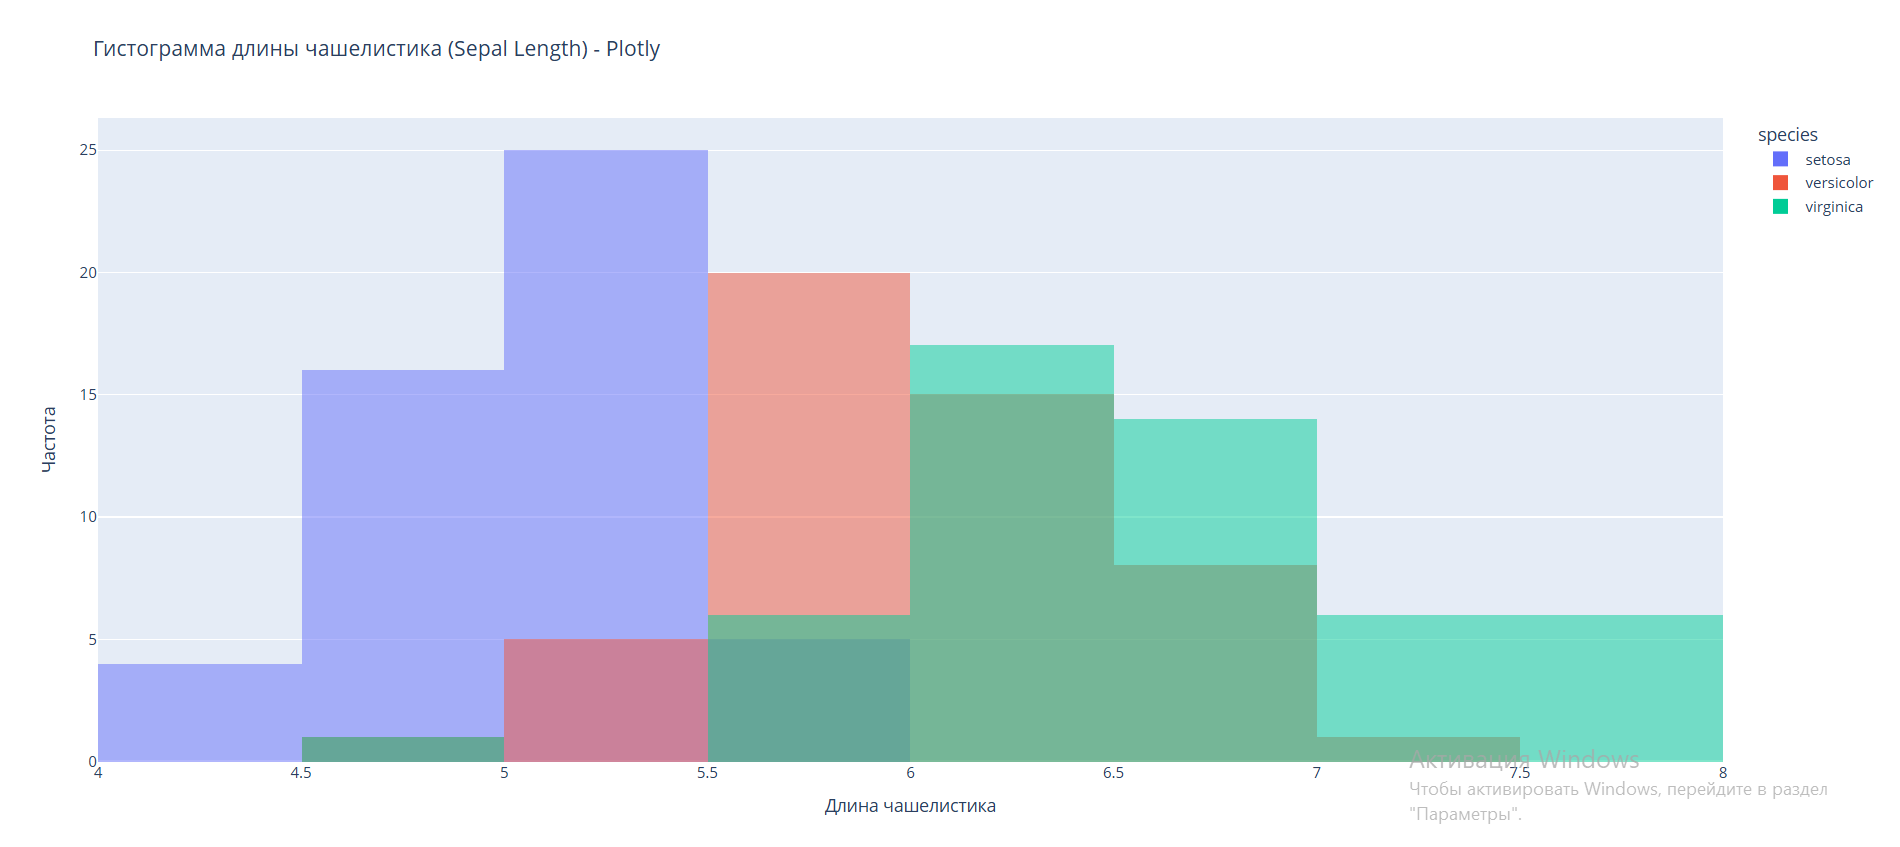 Гистограмма длины чашелистика (Sepal Length) - Plotly
species
setosa
versicolor
virginica
25
20
15
10
5
0
Частота
4 4.5 5 5.5 6 6.5 7 7.5 8
Длина чашелистика
Активация Windows
Чтобы активировать Windows, перейдите в раздел
"Параметры".